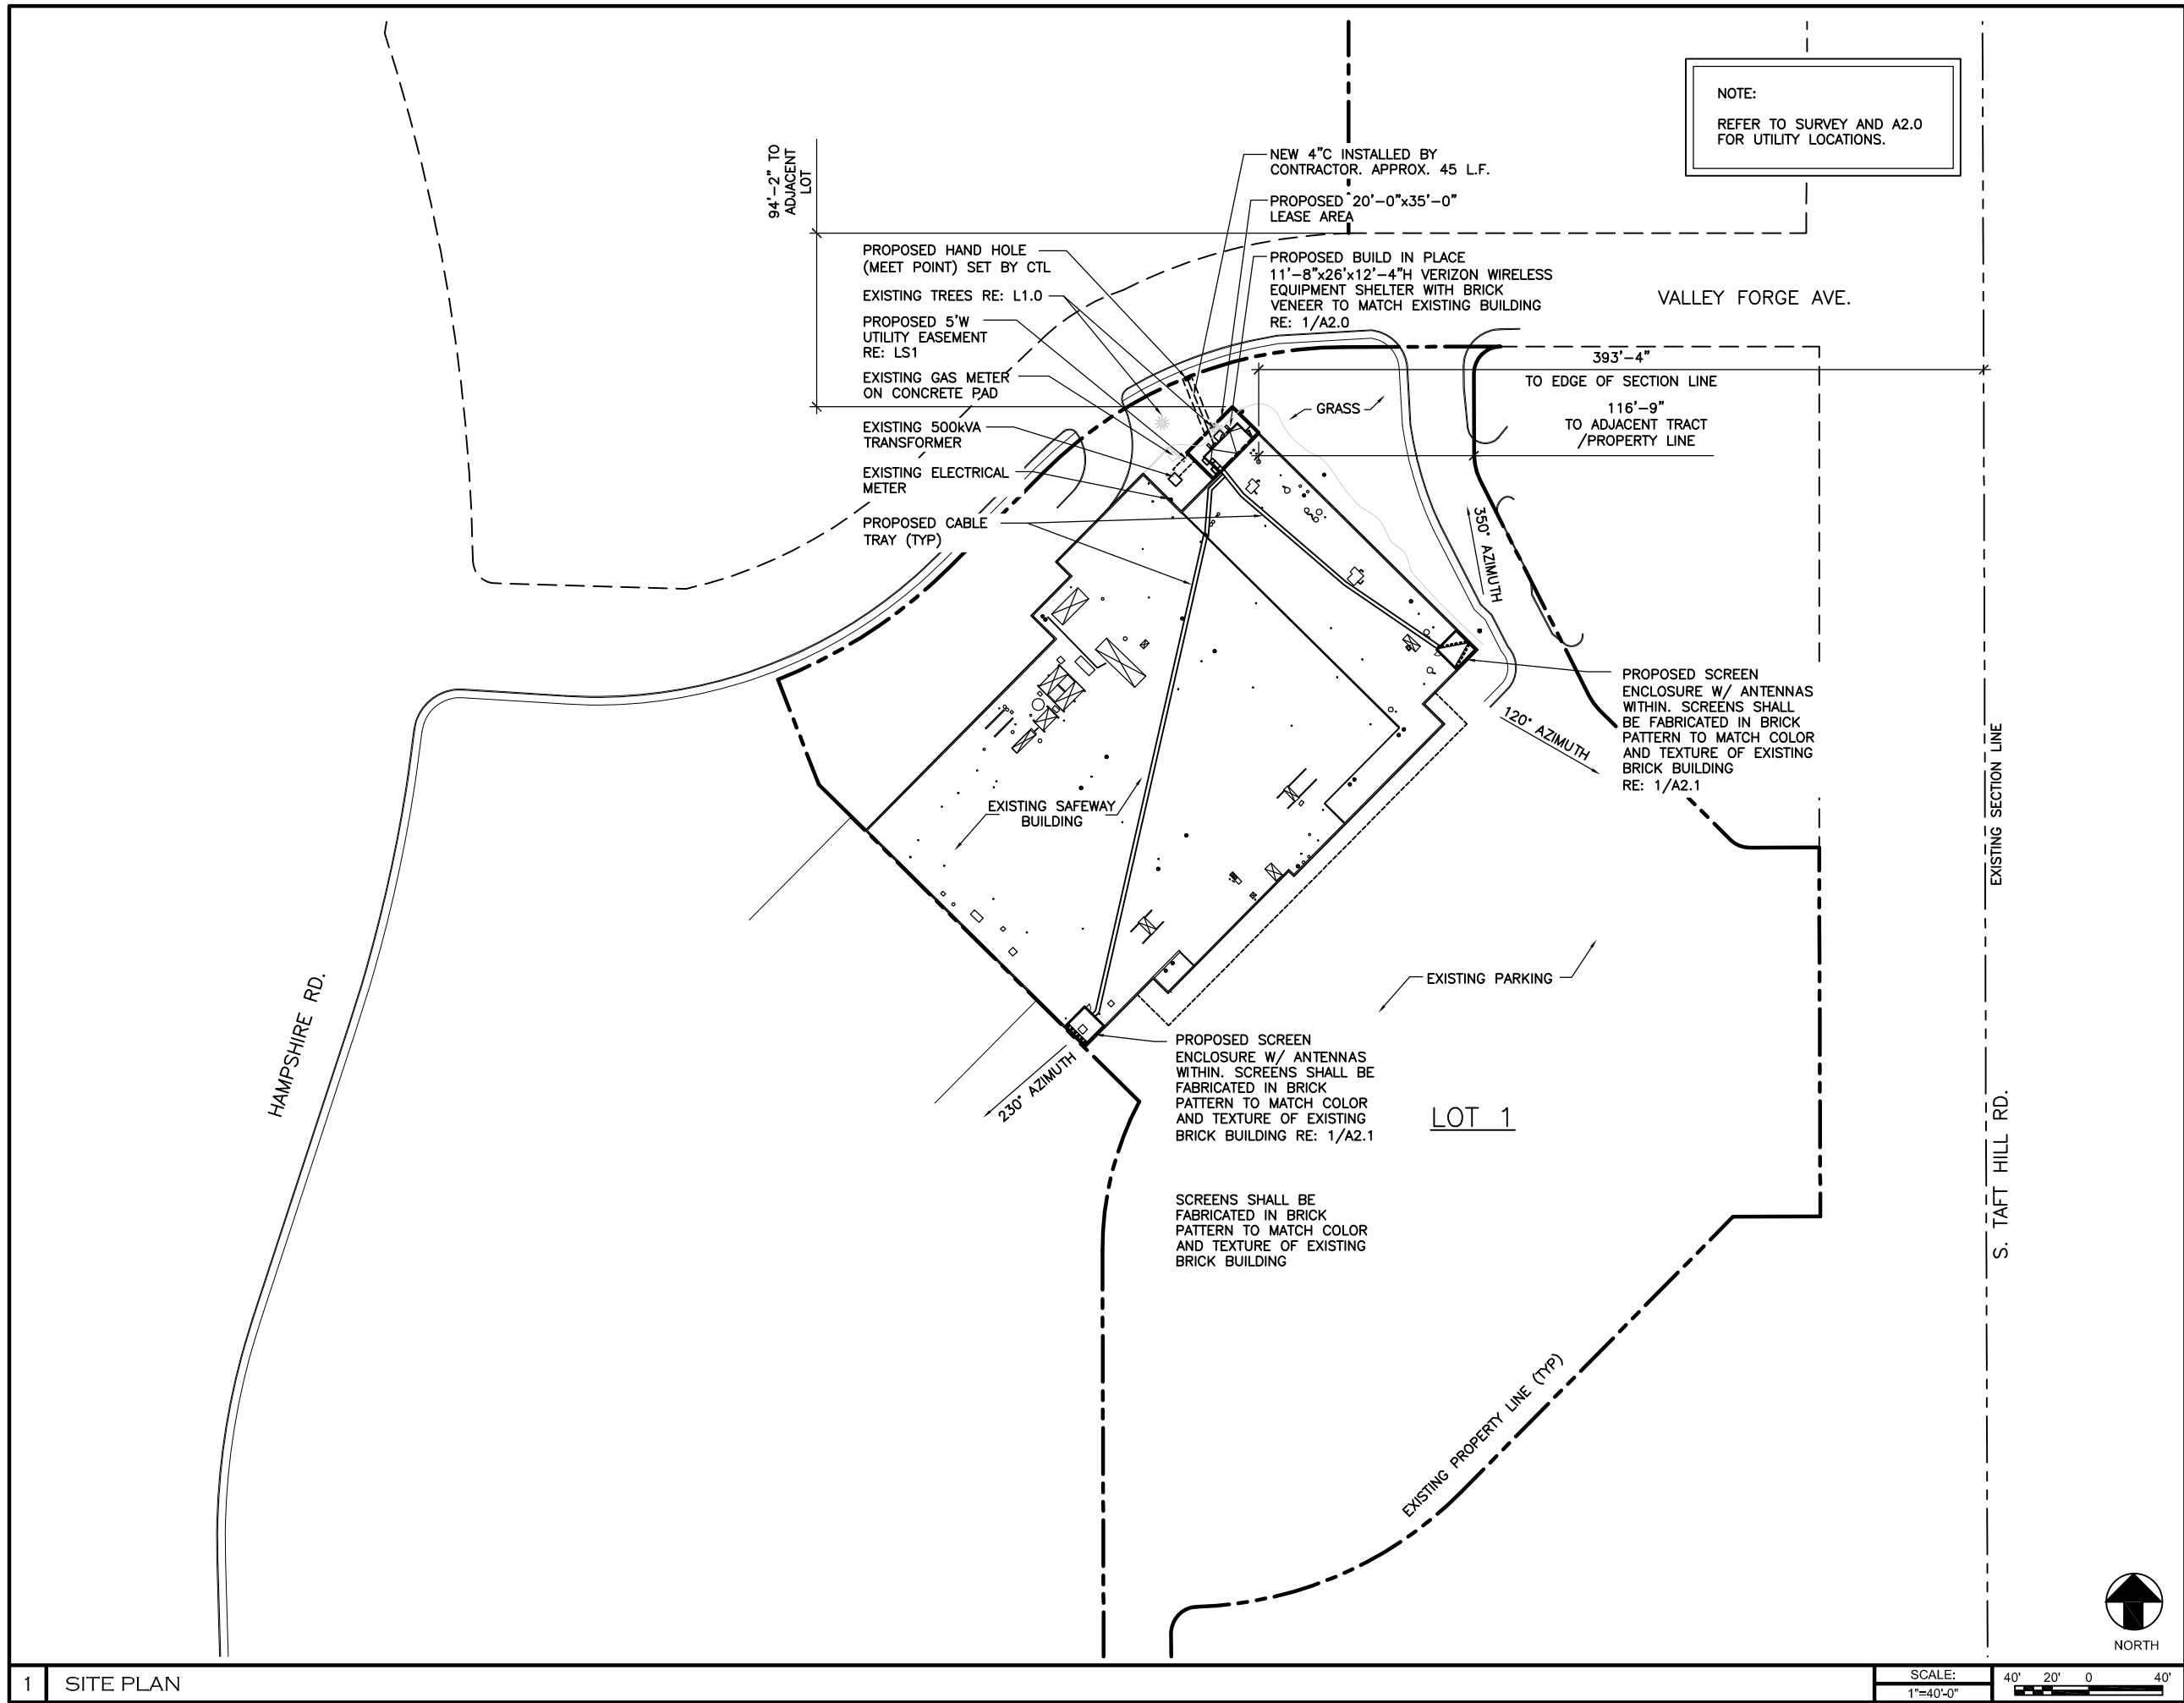 NOTE:
REFER TO SURVEY AND A2.0
FOR UTILITY LOCATIONS.
94'-2" TO
ADJACENT
LOT
NEW 4"C INSTALLED BY
CONTRACTOR. APPROX. 45 L.F.
PROPOSED 20'-0"x35'-0"
LEASE AREA
PROPOSED HAND HOLE
(MEET POINT) SET BY CTL
EXISTING TREES RE: L1.0
PROPOSED 5'W
UTILITY EASEMENT
RE: LS1
EXISTING GAS METER
ON CONCRETE PAD
EXISTING 500kVA
TRANSFORMER
EXISTING ELECTRICAL
METER
PROPOSED CABLE
TRAY (TYP)
PROPOSED BUILD IN PLACE
11'-8"x26'x12'-4"H VERIZON WIRELESS
EQUIPMENT SHELTER WITH BRICK
VENEER TO MATCH EXISTING BUILDING
RE: 1/A2.0
VALLEY FORGE AVE.
393'-4"
TO EDGE OF SECTION LINE
116'-9"
TO ADJACENT TRACT
/PROPERTY LINE
GRASS
350° AZIMUTH
120° AZIMUTH
PROPOSED SCREEN
ENCLOSURE W/ ANTENNAS
WITHIN. SCREENS SHALL
BE FABRICATED IN BRICK
PATTERN TO MATCH COLOR
AND TEXTURE OF EXISTING
BRICK BUILDING
RE: 1/A2.1
EXISTING SECTION LINE
EXISTING SAFEWAY
BUILDING
EXISTING PARKING
HAMPSHIRE RD.
230° AZIMUTH
PROPOSED SCREEN
ENCLOSURE W/ ANTENNAS
WITHIN. SCREENS SHALL BE
FABRICATED IN BRICK
PATTERN TO MATCH COLOR
AND TEXTURE OF EXISTING
BRICK BUILDING RE: 1/A2.1
LOT 1
S. TAFT HILL RD.
SCREENS SHALL BE
FABRICATED IN BRICK
PATTERN TO MATCH COLOR
AND TEXTURE OF EXISTING
BRICK BUILDING
EXISTING PROPERTY LINE (TYP)
NORTH
1 SITE PLAN
SCALE:
1"=40'-0"
40' 20' 0 40'